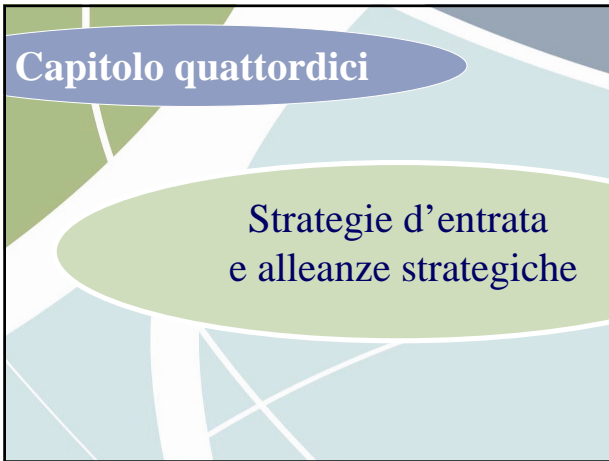 Capitolo quattordici
Strategie d’entrata
e alleanze strategiche